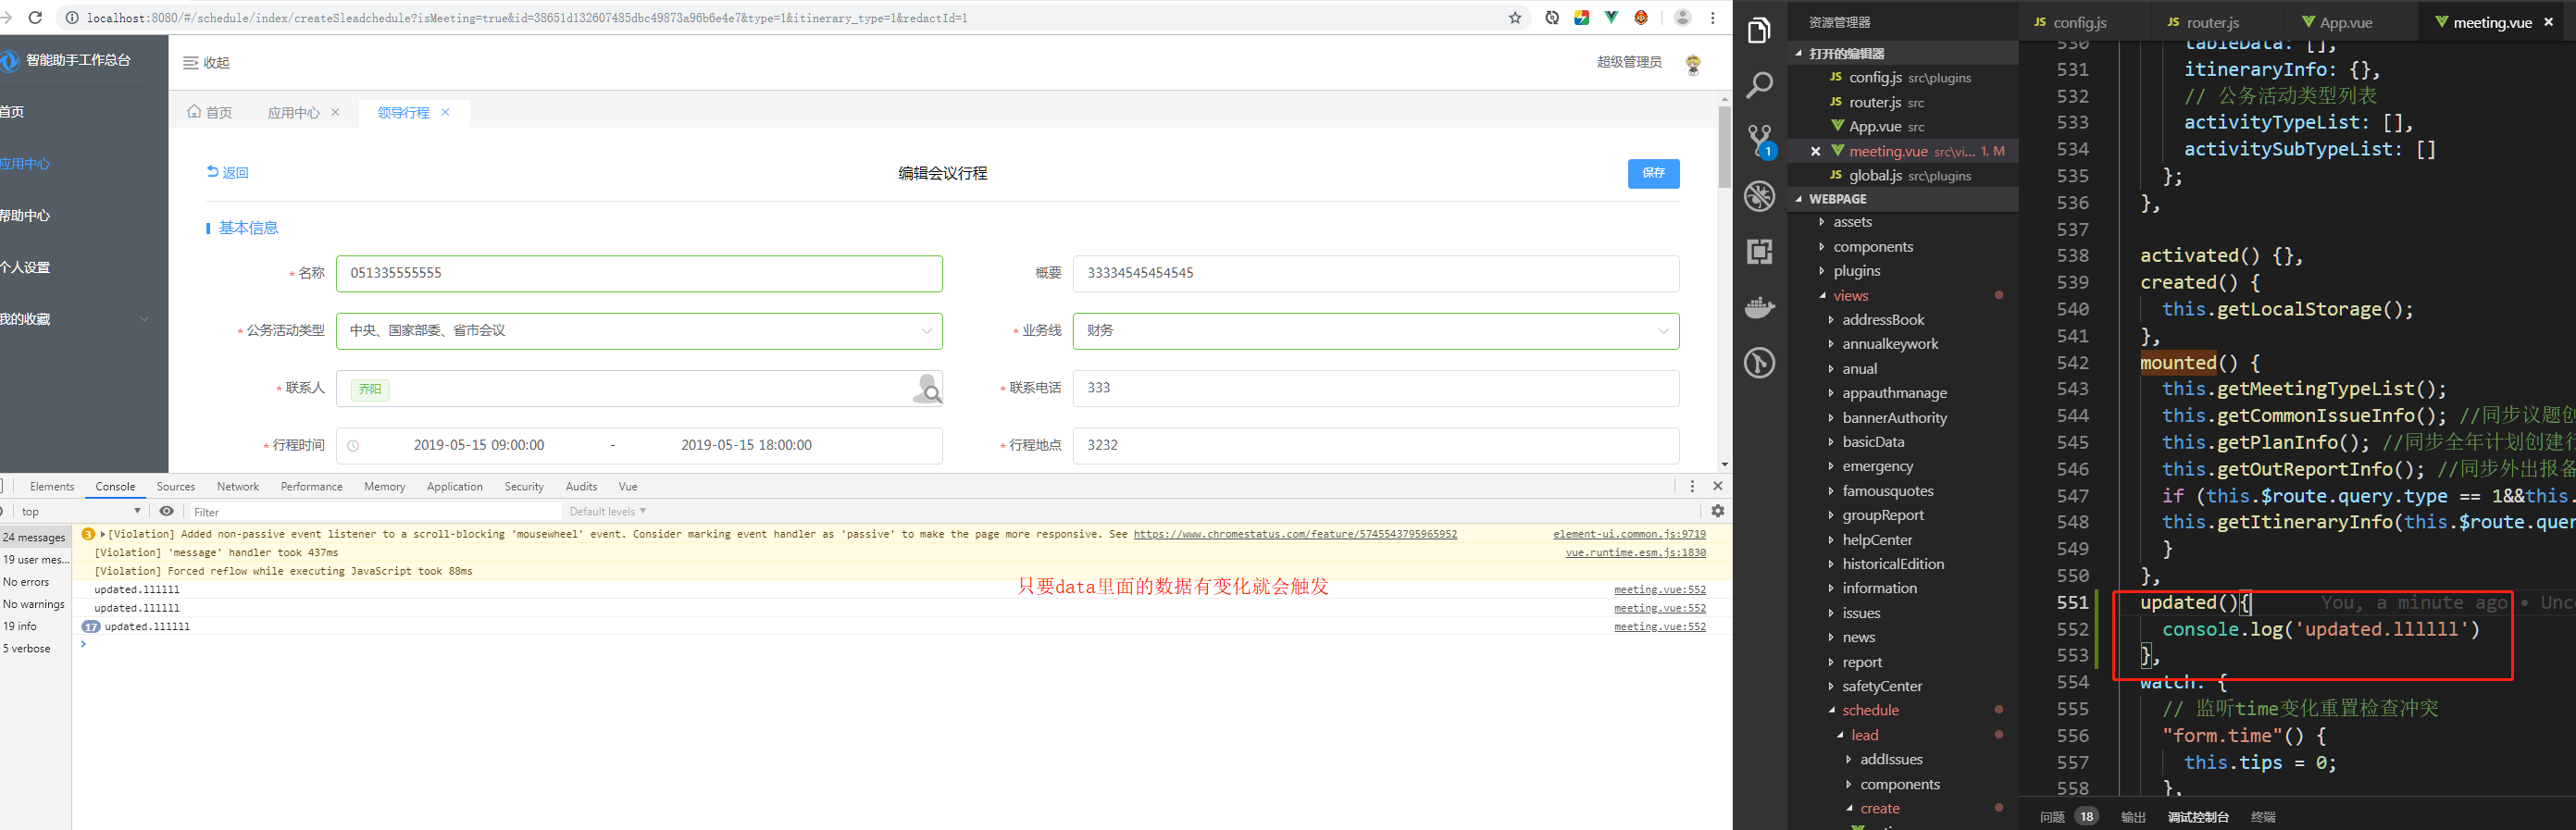 localhost:8080/#/schedule/index/createSleadchedule?isMeeting=true&id=38651d132607485dbc49873a96b6e4e7&type=1&itinerary_type=1&redactId=1
智能助手工作总台
首页
应用中心
帮助中心
个人设置
我的收藏
收起
超级管理员
首页
应用中心 ×
领导行程 ×
返回
编辑会议行程
保存
基本信息
* 名称
051335555555
概要
33334545454545
* 公务活动类型
中央、国家部委、省市会议
* 业务线
财务
* 联系人
乔阳
* 联系电话
333
* 行程时间
2019-05-15 09:00:00 - 2019-05-15 18:00:00
* 行程地点
3232
Elements Console Sources Network Performance Memory Application Security Audits Vue
top
Filter
Default levels
24 messages
19 user mes...
No errors
No warnings
19 info
5 verbose
3 [Violation] Added non-passive event listener to a scroll-blocking 'mousewheel' event. Consider marking event handler as 'passive' to make the page more responsive. See https://www.chromestatus.com/feature/5745543795965952
element-ui.common.js:9719
[Violation] 'message' handler took 437ms
vue.runtime.esm.js:1830
[Violation] Forced reflow while executing JavaScript took 88ms
只要data里面的数据有变化就会触发
updated.llllll
meeting.vue:552
updated.llllll
meeting.vue:552
17 updated.llllll
meeting.vue:552
资源管理器
打开的编辑器
JS config.js src\plugins
JS router.js src
App.vue src
× meeting.vue src\vi... 1, M
JS global.js src\plugins
WEBPAGE
assets
components
plugins
views
addressBook
annualkeywork
anual
appauthmanage
bannerAuthority
basicData
emergency
famousquotes
groupReport
helpCenter
historicalEdition
information
issues
news
report
safetyCenter
schedule
lead
addIssues
components
create
1
JS config.js
JS router.js
App.vue
meeting.vue ×
530 tableData: [],
531 itineraryInfo: {},
532 // 公务活动类型列表
533 activityTypeList: [],
534 activitySubTypeList: []
535 };
536 },
537
538 activated() {},
539 created() {
540 this.getLocalStorage();
541 },
542 mounted() {
543 this.getMeetingTypeList();
544 this.getCommonIssueInfo(); //同步议题创
545 this.getPlanInfo(); //同步全年计划创建行
546 this.getOutReportInfo(); //同步外出报备
547 if (this.$route.query.type == 1&&this.
548 this.getItineraryInfo(this.$route.quer
549 }
550 },
551 updated(){ You, a minute ago • Unco
552 console.log('updated.llllll')
553 },
554 watch: {
555 // 监听time变化重置检查冲突
556 "form.time"() {
557 this.tips = 0;
558 },
问题 18 输出 调试控制台 终端